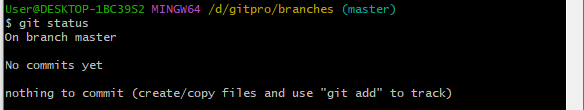 User@DESKTOP-1BC39S2 MINGW64 /d/gitpro/branches (master)
$ git status
On branch master
No commits yet
nothing to commit (create/copy files and use "git add" to track)